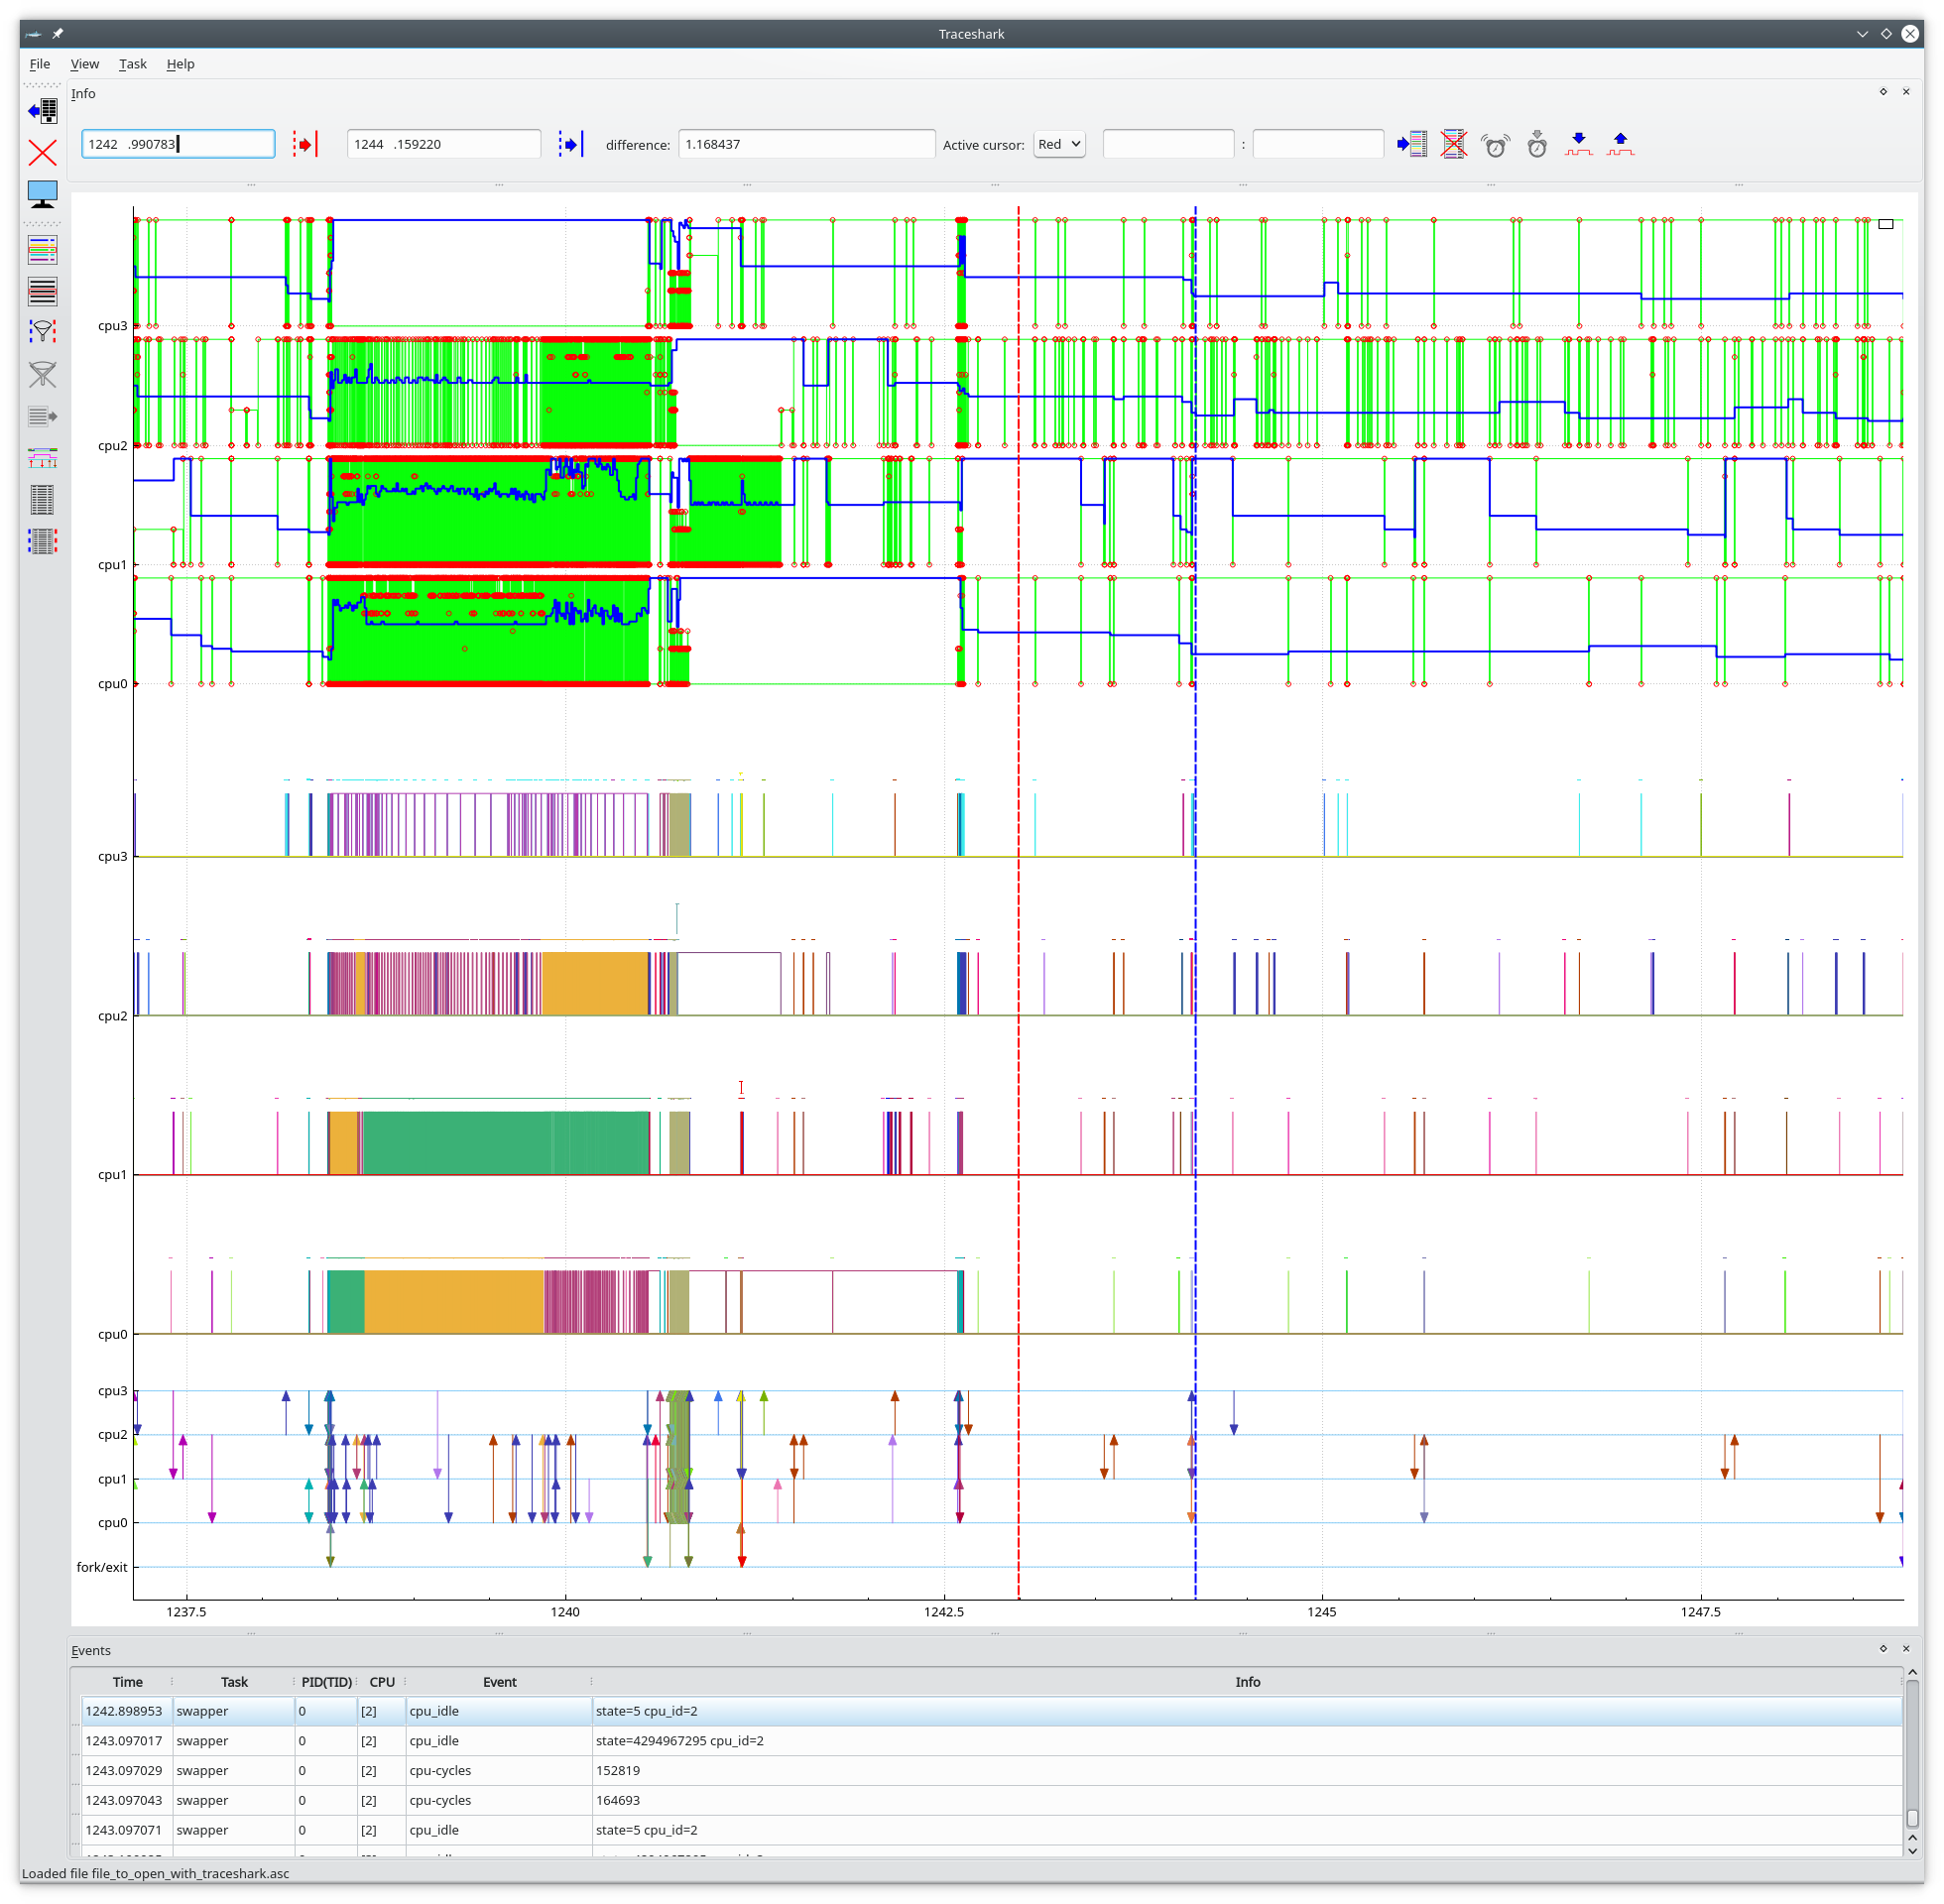 Traceshark
File View Task Help
Info
1242 .990783 1244 .159220 difference: 1.168437 Active cursor: Red :
cpu3
cpu2
cpu1
cpu0
cpu3
cpu2
cpu1
cpu0
cpu3
cpu2
cpu1
cpu0
fork/exit
1237.5 1240 1242.5 1245 1247.5
Events
Time Task PID(TID) CPU Event Info
1242.898953 swapper 0 [2] cpu_idle state=5 cpu_id=2
1243.097017 swapper 0 [2] cpu_idle state=4294967295 cpu_id=2
1243.097029 swapper 0 [2] cpu-cycles 152819
1243.097043 swapper 0 [2] cpu-cycles 164693
1243.097071 swapper 0 [2] cpu_idle state=5 cpu_id=2
Loaded file file_to_open_with_traceshark.asc